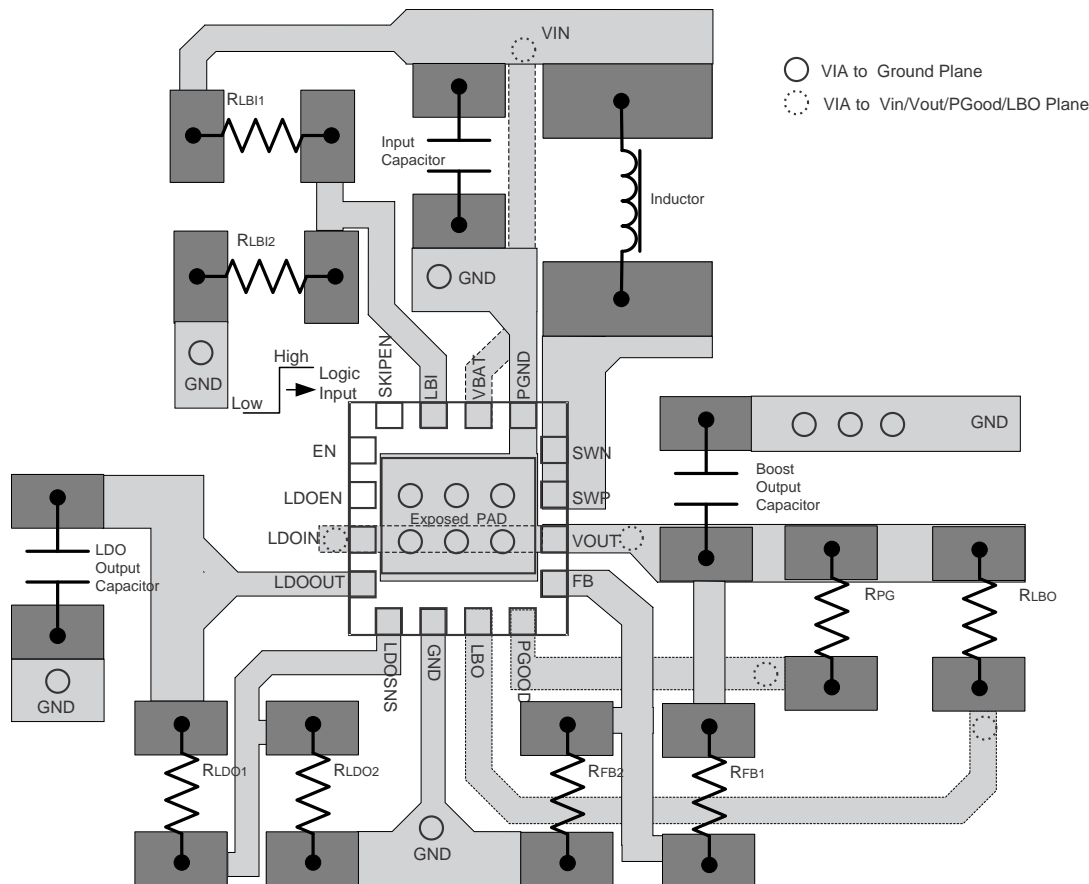 VIN
VIA to Ground Plane
VIA to Vin/Vout/PGood/LBO Plane
RLBI1
Input
Capacitor
Inductor
RLBI2
GND
GND
High
Logic
Input
Low
SKIPEN
LBI
VBAT
PGND
EN
LDOEN
LDOIN
LDOOUT
SWN
SWP
VOUT
FB
Exposed PAD
GND
Boost
Output
Capacitor
LDO
Output
Capacitor
GND
RPG
RLBO
LDOSNS
GND
LBO
PGOOD
RLDO1
RLDO2
RFB2
RFB1
GND